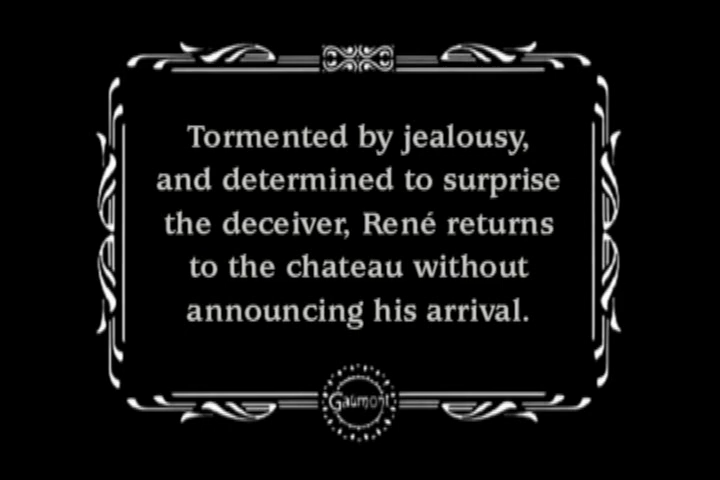 Tormented by jealousy,
and determined to surprise
the deceiver, René returns
to the chateau without
announcing his arrival.
Gaumont